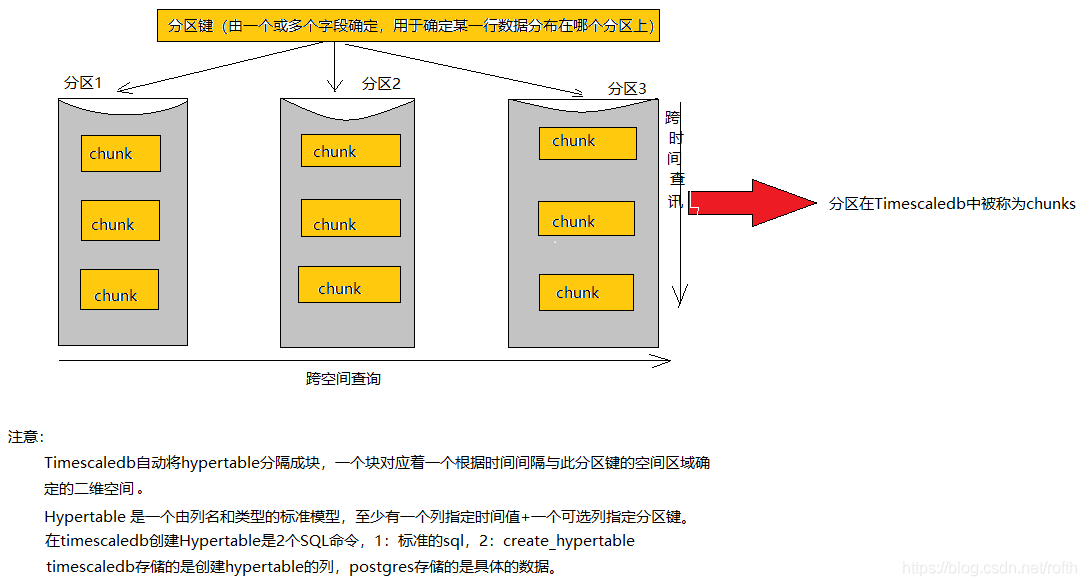 分区键（由一个或多个字段确定，用于确定某一行数据分布在哪个分区上）
分区1
分区2
分区3
chunk
chunk
chunk
chunk
chunk
chunk
chunk
chunk
chunk
跨时间查讯
分区在Timescaledb中被称为chunks
跨空间查询
注意：
Timescaledb自动将hypertable分隔成块，一个块对应着一个根据时间间隔与此分区键的空间区域确
定的二维空间 。
Hypertable 是一个由列名和类型的标准模型，至少有一个列指定时间值+一个可选列指定分区键。
在timescaledb创建Hypertable是2个SQL命令，1：标准的sql，2：create_hypertable
timescaledb存储的是创建hypertable的列，postgres存储的是具体的数据。
https://blog.csdn.net/rofth